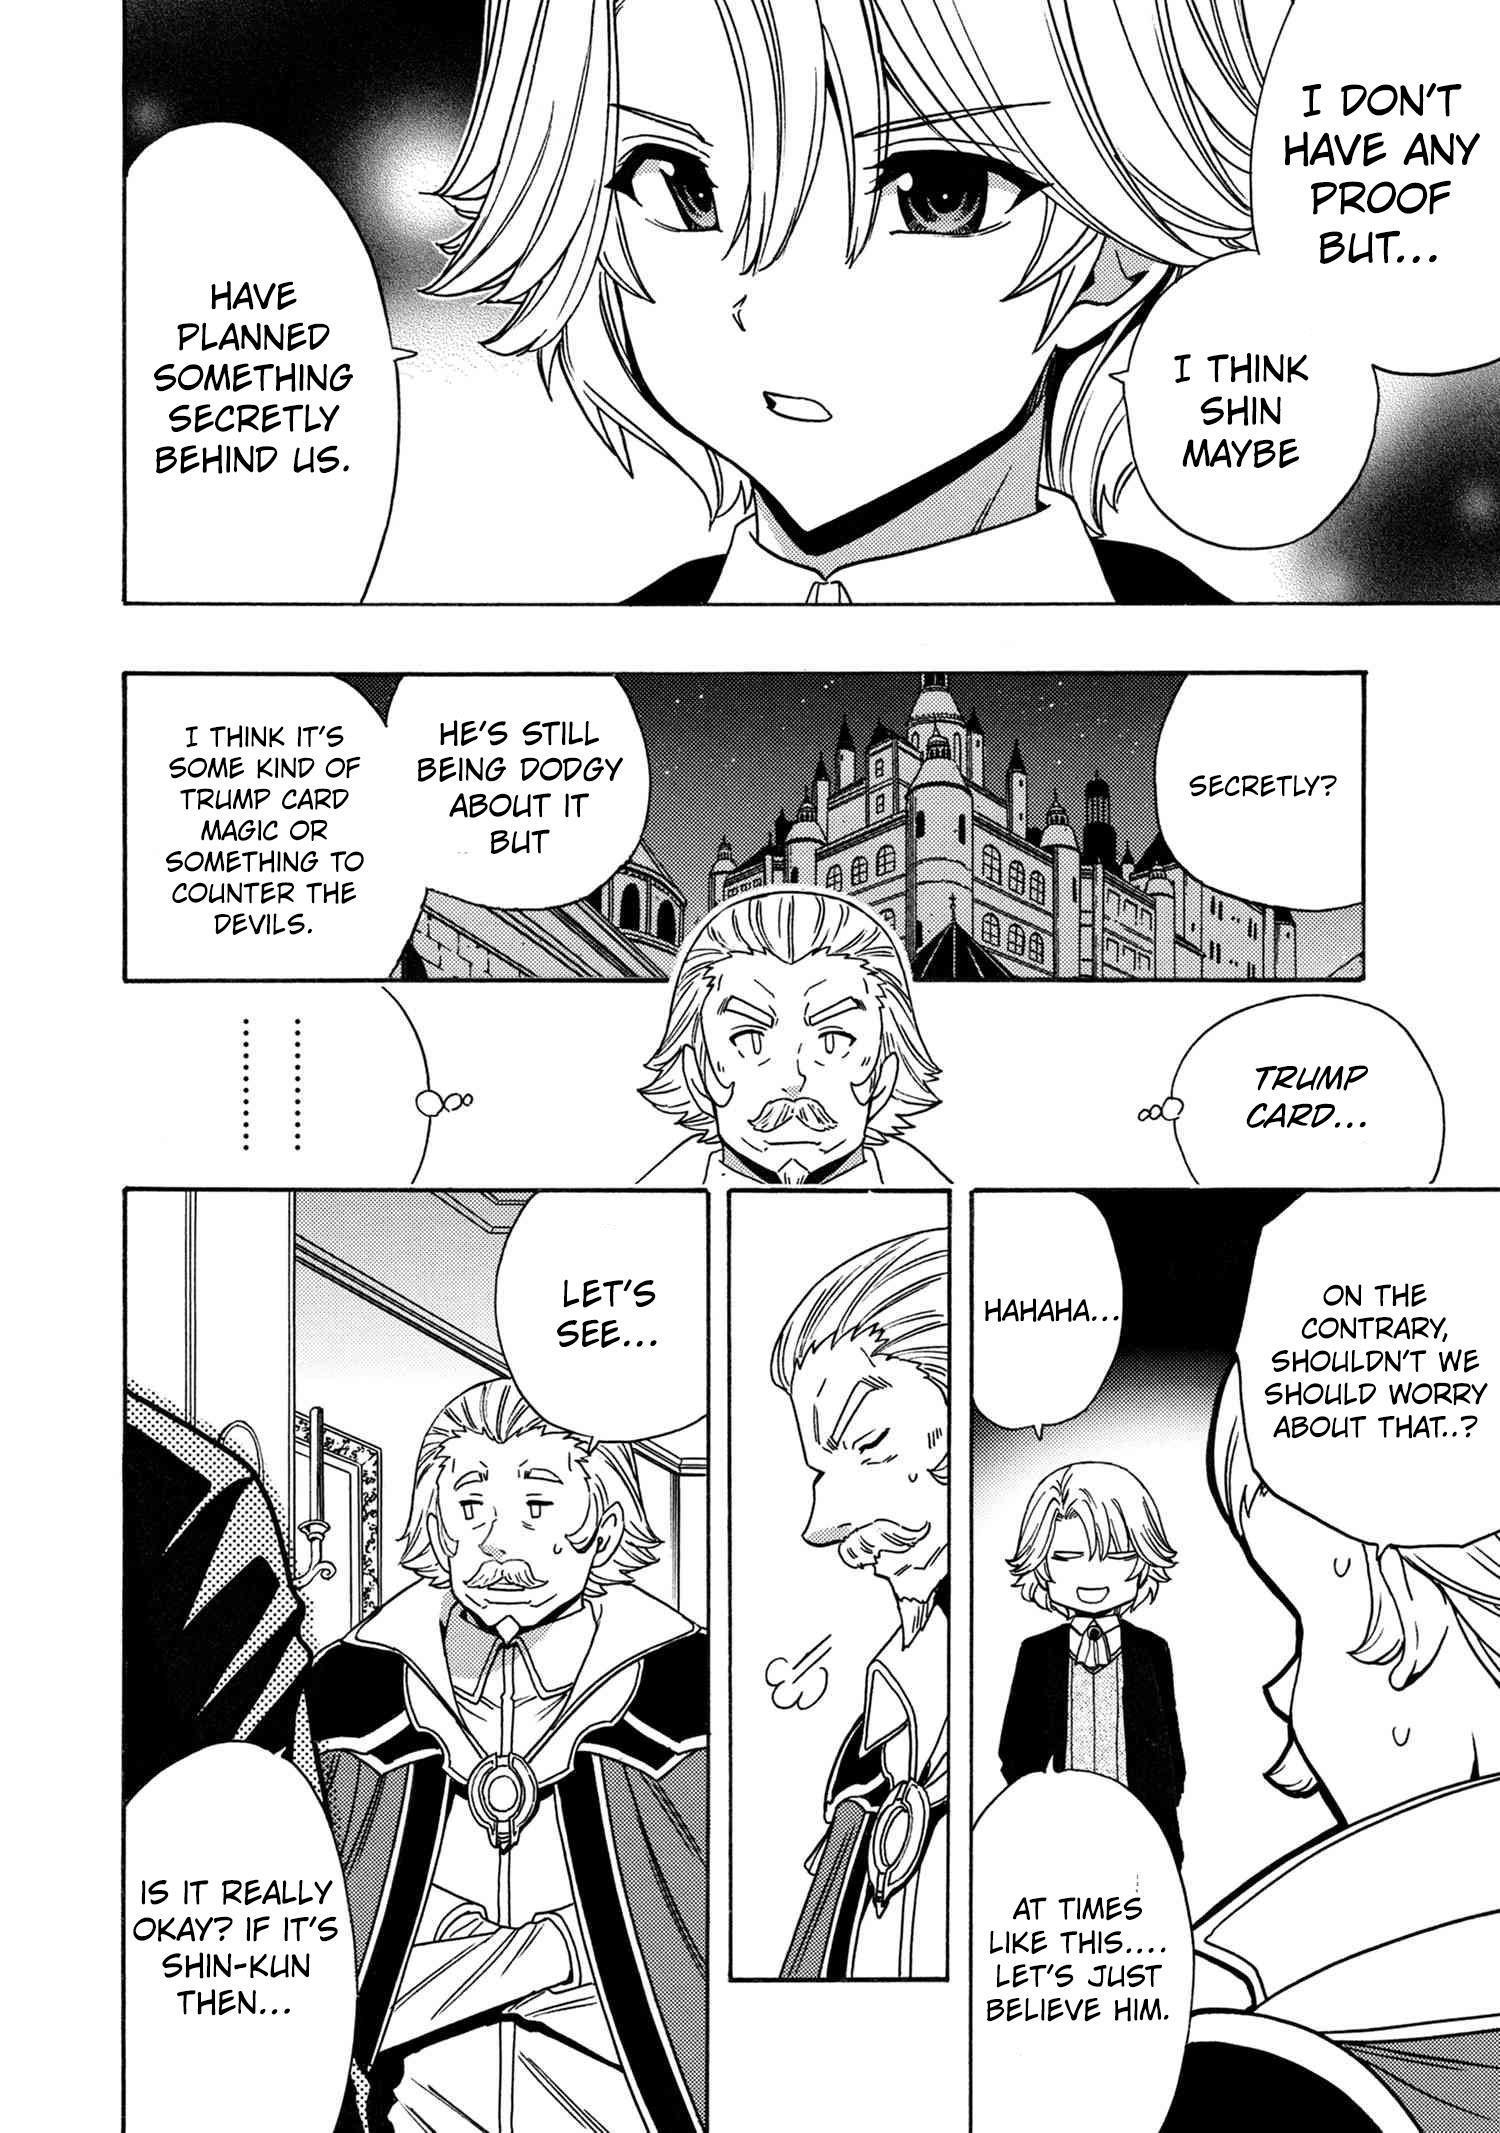 I DON'T
HAVE ANY
PROOF
BUT...
I THINK
SHIN
MAYBE
HAVE
PLANNED
SOMETHING
SECRETLY
BEHIND US.
SECRETLY?
HE'S STILL
BEING DODGY
ABOUT IT
BUT
I THINK IT'S
SOME KIND OF
TRUMP CARD
MAGIC OR
SOMETHING TO
COUNTER THE
DEVILS.
TRUMP
CARD...
ON THE
CONTRARY,
SHOULDN'T WE
SHOULD WORRY
ABOUT THAT..?
HAHAHA...
AT TIMES
LIKE THIS....
LET'S JUST
BELIEVE HIM.
LET'S
SEE...
IS IT REALLY
OKAY? IF IT'S
SHIN-KUN
THEN...